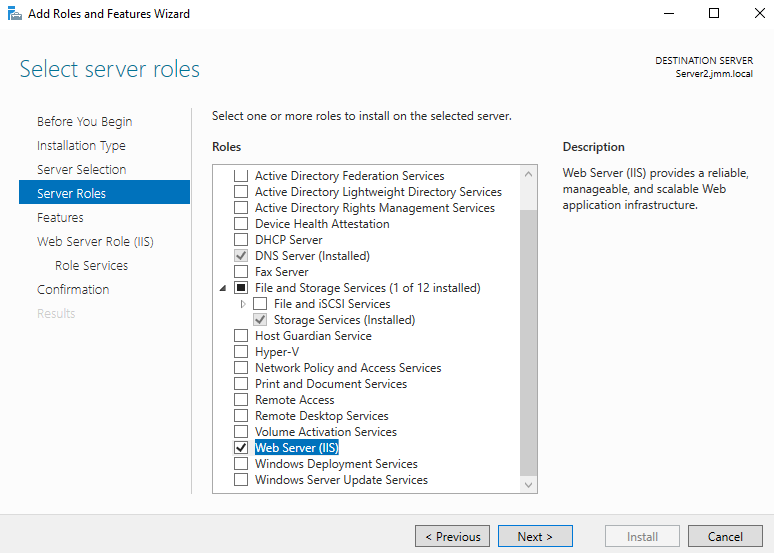 Add Roles and Features Wizard
Select server roles
DESTINATION SERVER
Server2.jmm.local
Before You Begin
Installation Type
Server Selection
Server Roles
Features
Web Server Role (IIS)
Role Services
Confirmation
Results
Select one or more roles to install on the selected server.
Roles
Active Directory Federation Services
Active Directory Lightweight Directory Services
Active Directory Rights Management Services
Device Health Attestation
DHCP Server
DNS Server (Installed)
Fax Server
File and Storage Services (1 of 12 installed)
File and iSCSI Services
Storage Services (Installed)
Host Guardian Service
Hyper-V
Network Policy and Access Services
Print and Document Services
Remote Access
Remote Desktop Services
Volume Activation Services
Web Server (IIS)
Windows Deployment Services
Windows Server Update Services
Description
Web Server (IIS) provides a reliable,
manageable, and scalable Web
application infrastructure.
< Previous
Next >
Install
Cancel